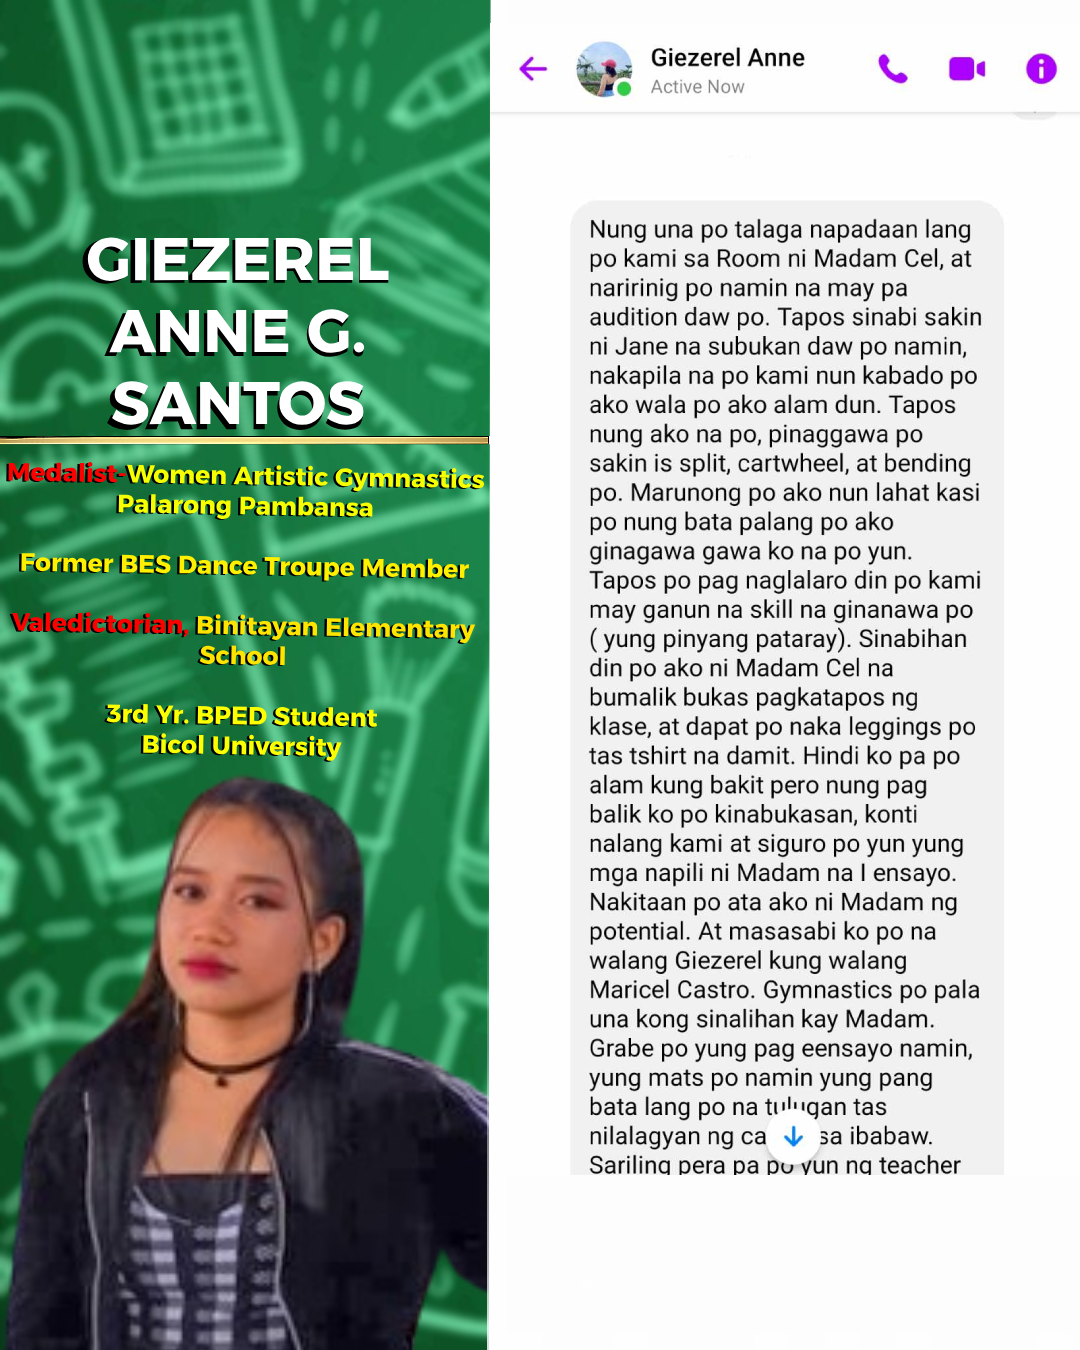 GIEZEREL
ANNE G.
SANTOS
Medalist-Women Artistic Gymnastics
Palarong Pambansa
Former BES Dance Troupe Member
Valedictorian, Binitayan Elementary
School
3rd Yr. BPED Student
Bicol University
Giezerel Anne
Active Now
Nung una po talaga napadaan lang
po kami sa Room ni Madam Cel, at
naririnig po namin na may pa
audition daw po. Tapos sinabi sakin
ni Jane na subukan daw po namin,
nakapila na po kami nun kabado po
ako wala po ako alam dun. Tapos
nung ako na po, pinaggawa po
sakin is split, cartwheel, at bending
po. Marunong po ako nun lahat kasi
po nung bata palang po ako
ginagawa gawa ko na po yun.
Tapos po pag naglalaro din po kami
may ganun na skill na ginanawa po
( yung pinyang pataray). Sinabihan
din po ako ni Madam Cel na
bumalik bukas pagkatapos ng
klase, at dapat po naka leggings po
tas tshirt na damit. Hindi ko pa po
alam kung bakit pero nung pag
balik ko po kinabukasan, konti
nalang kami at siguro po yun yung
mga napili ni Madam na I ensayo.
Nakitaan po ata ako ni Madam ng
potential. At masasabi ko po na
walang Giezerel kung walang
Maricel Castro. Gymnastics po pala
una kong sinalihan kay Madam.
Grabe po yung pag eensayo namin,
yung mats po namin yung pang
bata lang po na tulugan tas
nilalagyan ng sa ibabaw.
Sariling pera pa po yun ng teacher